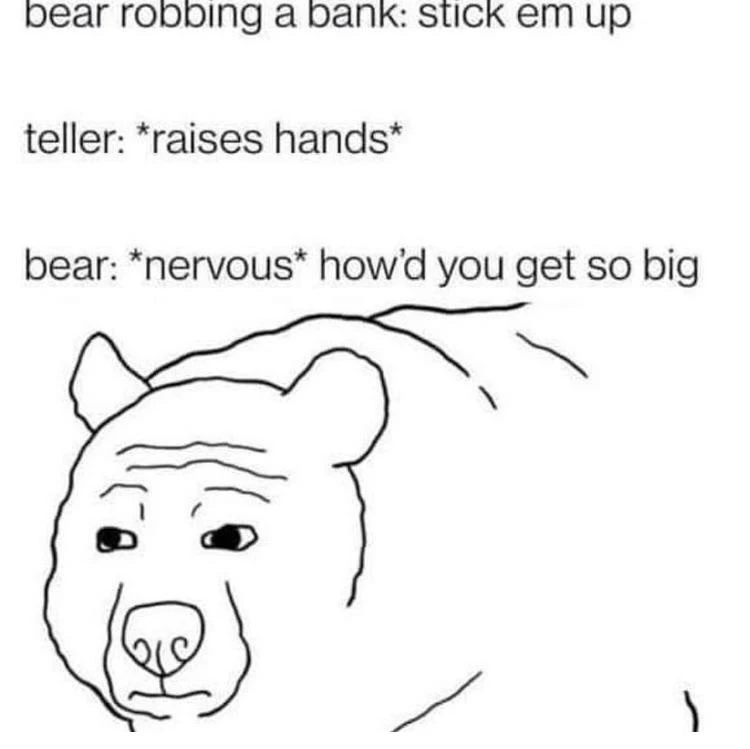 bear robbing a bank: stick em up
teller: *raises hands*
bear: *nervous* how'd you get so big